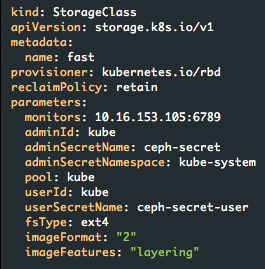 kind: StorageClass
apiVersion: storage.k8s.io/v1
metadata:
  name: fast
provisioner: kubernetes.io/rbd
reclaimPolicy: retain
parameters:
  monitors: 10.16.153.105:6789
  adminId: kube
  adminSecretName: ceph-secret
  adminSecretNamespace: kube-system
  pool: kube
  userId: kube
  userSecretName: ceph-secret-user
  fsType: ext4
  imageFormat: "2"
  imageFeatures: "layering"